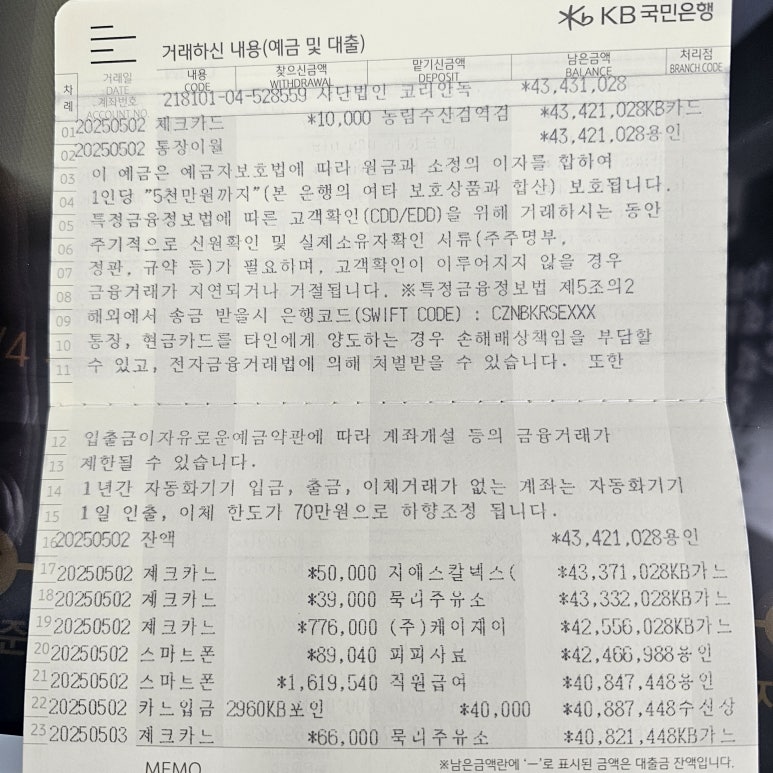 KB국민은행
거래하신 내용(예금 및 대출)
차례 거래일 DATE 계좌번호 ACCOUNT NO. 내용 CODE 찾으신금액 WITHDRAWAL 맡기신금액 DEPOSIT 남은금액 BALANCE 처리점 BRANCH CODE
218101-04-528559 사단법인 코리안독 *43,431,028
01 20250502 체크카드 *10,000 농림수산검역검 *43,421,028KB카드
02 20250502 통장이월 *43,421,028용인
03 이 예금은 예금자보호법에 따라 원금과 소정의 이자를 합하여
04 1인당 "5천만원까지"(본 은행의 여타 보호상품과 합산) 보호됩니다.
05 특정금융정보법에 따른 고객확인(CDD/EDD)을 위해 거래하시는 동안
06 주기적으로 신원확인 및 실제소유자확인 서류(주주명부,
07 정관, 규약 등)가 필요하며, 고객확인이 이루어지지 않을 경우
08 금융거래가 지연되거나 거절됩니다. ※특정금융정보법 제5조의2
09 해외에서 송금 받을시 은행코드(SWIFT CODE) : CZNBKRSEXXX
10 통장, 현금카드를 타인에게 양도하는 경우 손해배상책임을 부담할
11 수 있고, 전자금융거래법에 의해 처벌받을 수 있습니다. 또한
12 입출금이자유로운예금약관에 따라 계좌개설 등의 금융거래가
13 제한될 수 있습니다.
14 1년간 자동화기기 입금, 출금, 이체거래가 없는 계좌는 자동화기기
15 1일 인출, 이체 한도가 70만원으로 하향조정 됩니다.
16 20250502 잔액 *43,421,028용인
17 20250502 체크카드 *50,000 지에스칼텍스( *43,371,028KB카드
18 20250502 체크카드 *39,000 묵리주유소 *43,332,028KB카드
19 20250502 체크카드 *776,000 (주)케이제이 *42,556,028KB카드
20 20250502 스마트폰 *89,040 피피사료 *42,466,988용인
21 20250502 스마트폰 *1,619,540 직원급여 *40,847,448용인
22 20250502 카드입금 2960KB포인 *40,000 *40,887,448수신상
23 20250503 체크카드 *66,000 묵리주유소 *40,821,448KB카드
MEMO ※남은금액란에 '-'로 표시된 금액은 대출금 잔액입니다.